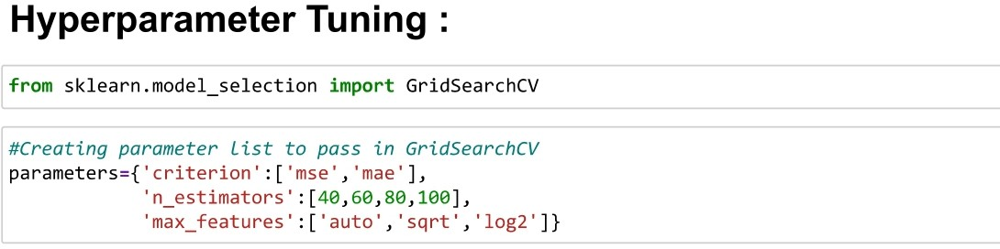 Hyperparameter Tuning :
from sklearn.model_selection import GridSearchCV
#Creating parameter list to pass in GridSearchCV
parameters={'criterion':['mse','mae'],
            'n_estimators':[40,60,80,100],
            'max_features':['auto','sqrt','log2']}